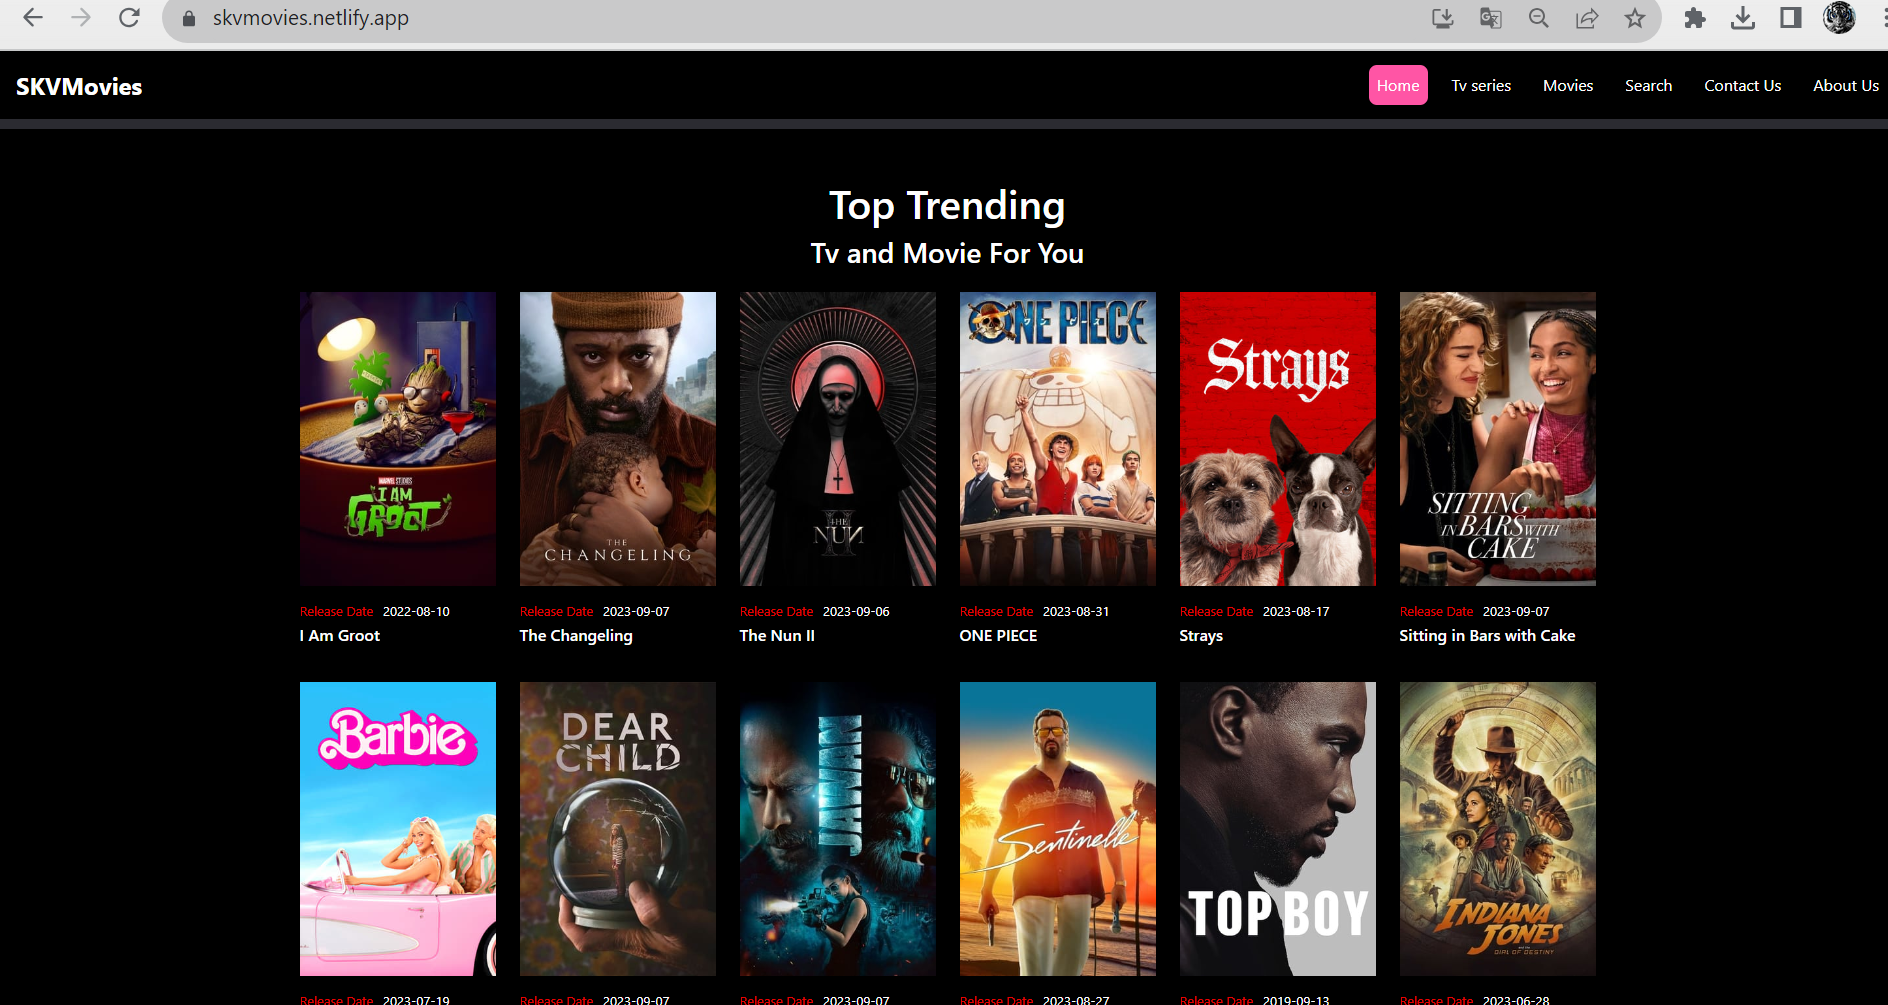 skvmovies.netlify.app
SKVMovies
Home
Tv series
Movies
Search
Contact Us
About Us
Top Trending
Tv and Movie For You
MARVEL STUDIOS
I AM
GROOT
THE
CHANGELING
THE
NUN
II
ONE PIECE
ワンピース
Strays
SITTING
IN BARS WITH
CAKE
Release Date 2022-08-10
I Am Groot
Release Date 2023-09-07
The Changeling
Release Date 2023-09-06
The Nun II
Release Date 2023-08-31
ONE PIECE
Release Date 2023-08-17
Strays
Release Date 2023-09-07
Sitting in Bars with Cake
Barbie
DEAR
CHILD
JAWAN
Sentinelle
TOP BOY
INDIANA
JONES
and the
DIAL OF DESTINY
Release Date 2023-07-19
Release Date 2023-09-07
Release Date 2023-09-07
Release Date 2023-08-27
Release Date 2019-09-13
Release Date 2023-06-28